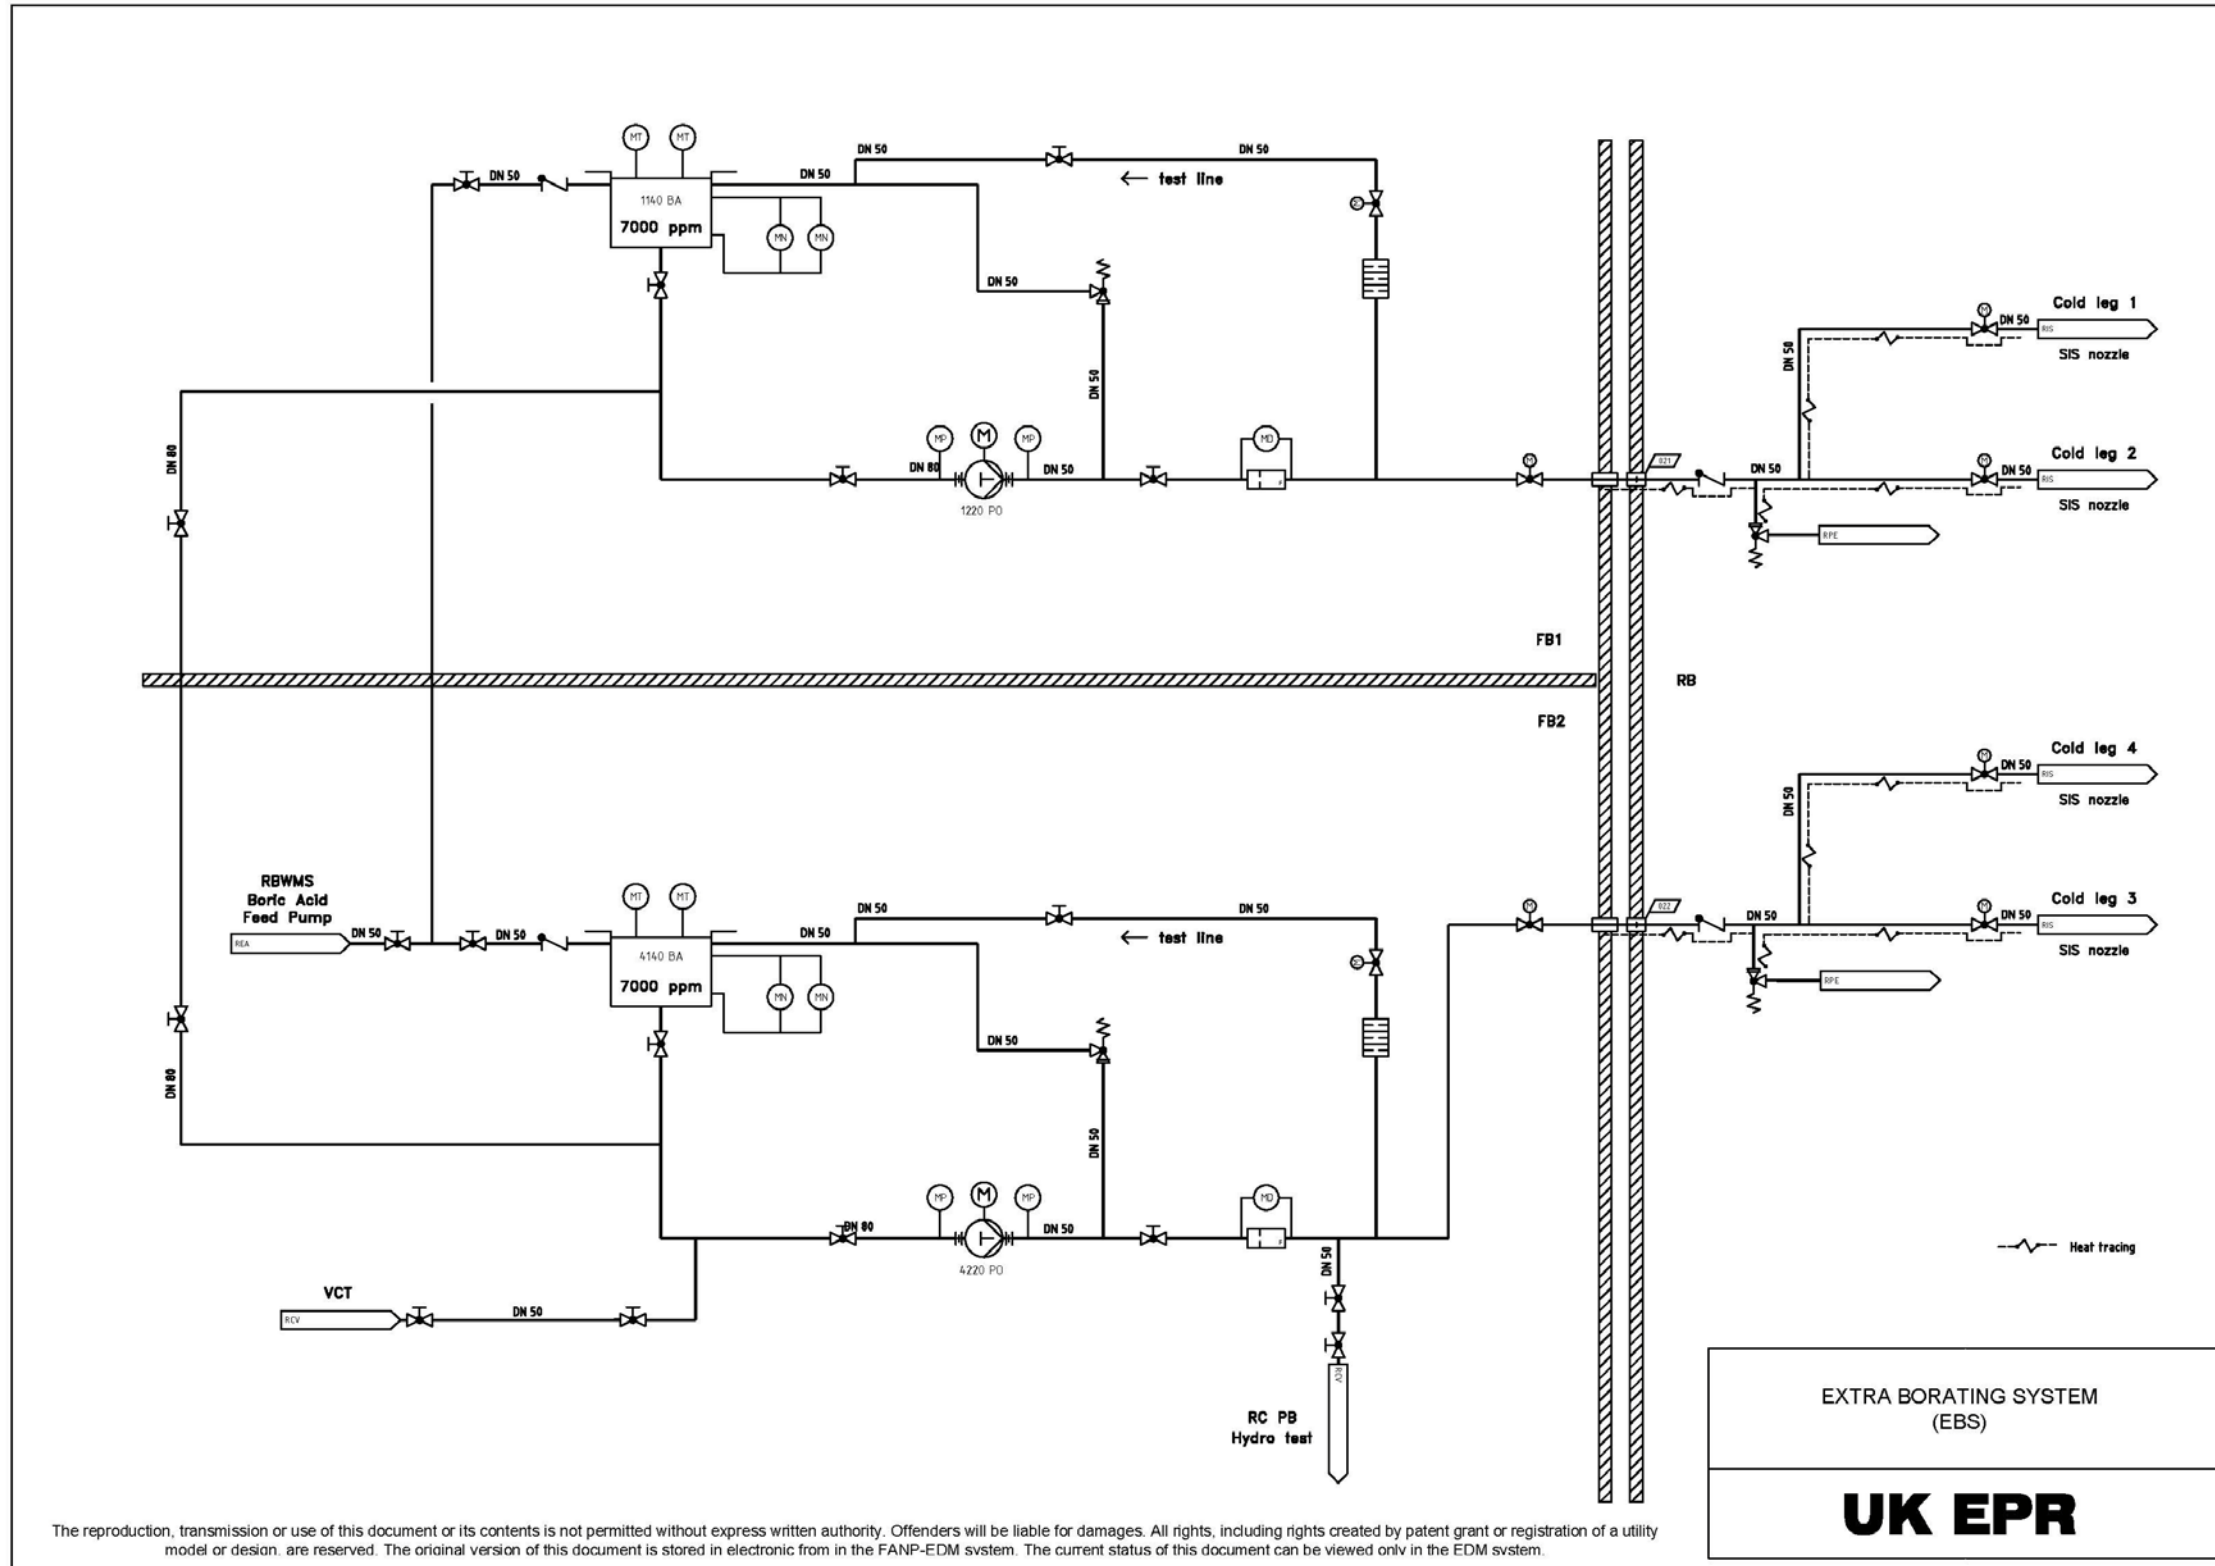 MT MT
DN 50 DN 50
test line
DN 50
DN 50
1140 BA
7000 ppm
MN MN
DN 50
DN 50
Cold leg 1
M DN 50
RIS
SIS nozzle
DN 50
DN 80
MP M MP
DN 80 DN 50
1220 PO
MD
F
M
021
DN 50
Cold leg 2
M DN 50
RIS
SIS nozzle
RPE
FB1
RB
FB2
Cold leg 4
M DN 50
RIS
SIS nozzle
DN 50
RBWMS
Boric Acid
Feed Pump
REA
DN 50
DN 50
MT MT
4140 BA
7000 ppm
MN MN
DN 50
DN 50 DN 50
test line
DN 50
DN 50
M
022
DN 50
Cold leg 3
M DN 50
RIS
SIS nozzle
RPE
DN 80
MP M MP
DN 80 DN 50
4220 PO
MD
F
DN 50
Heat tracing
VCT
RCV
DN 50
RCV
RC PB
Hydro test
EXTRA BORATING SYSTEM
(EBS)
UK EPR
The reproduction, transmission or use of this document or its contents is not permitted without express written authority. Offenders will be liable for damages. All rights, including rights created by patent grant or registration of a utility
model or design. are reserved. The original version of this document is stored in electronic from in the FANP-EDM system. The current status of this document can be viewed only in the EDM system.